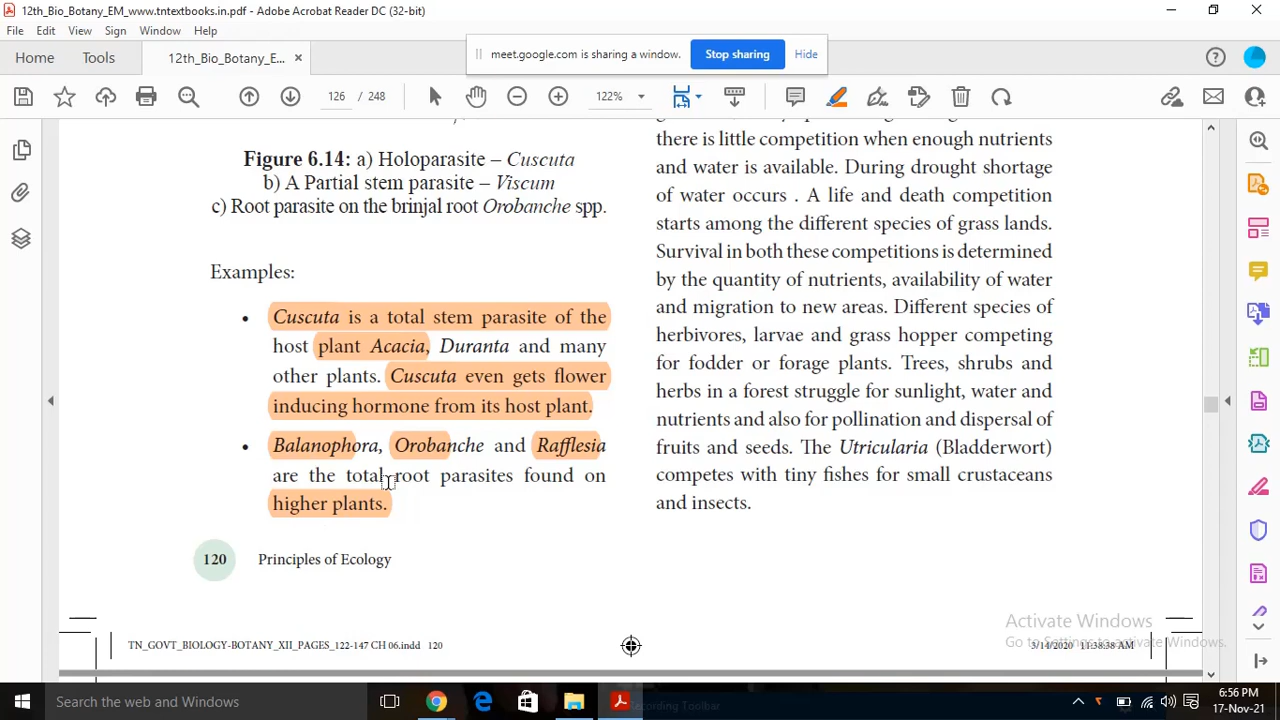 12th_Bio_Botany_EM_www.tntextbooks.in.pdf - Adobe Acrobat Reader DC (32-bit)
File Edit View Sign Window Help
Home Tools 12th_Bio_Botany_E... ×
meet.google.com is sharing a window. Stop sharing Hide
126 / 248 122%
Figure 6.14: a) Holoparasite – Cuscuta
b) A Partial stem parasite – Viscum
c) Root parasite on the brinjal root Orobanche spp.
Examples:
• Cuscuta is a total stem parasite of the
host plant Acacia, Duranta and many
other plants. Cuscuta even gets flower
inducing hormone from its host plant.
• Balanophora, Orobanche and Rafflesia
are the total root parasites found on
higher plants.
120 Principles of Ecology
there is little competition when enough nutrients
and water is available. During drought shortage
of water occurs . A life and death competition
starts among the different species of grass lands.
Survival in both these competitions is determined
by the quantity of nutrients, availability of water
and migration to new areas. Different species of
herbivores, larvae and grass hopper competing
for fodder or forage plants. Trees, shrubs and
herbs in a forest struggle for sunlight, water and
nutrients and also for pollination and dispersal of
fruits and seeds. The Utricularia (Bladderwort)
competes with tiny fishes for small crustaceans
and insects.
Activate Windows
Go to Settings to activate Windows.
TN_GOVT_BIOLOGY-BOTANY_XII_PAGES_122-147 CH 06.indd 120
3/14/2020 11:38:38 AM
Search the web and Windows
Recording Toolbar
6:56 PM
17-Nov-21